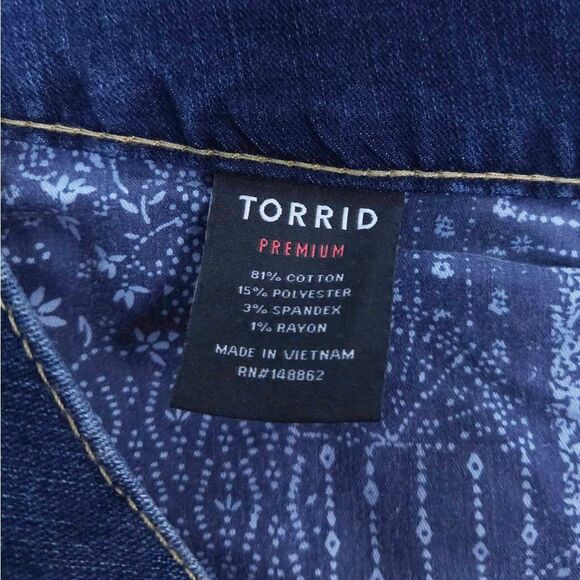 TORRID
PREMIUM
81% COTTON
15% POLYESTER
3% SPANDEX
1% RAYON
MADE IN VIETNAM
RN#148862